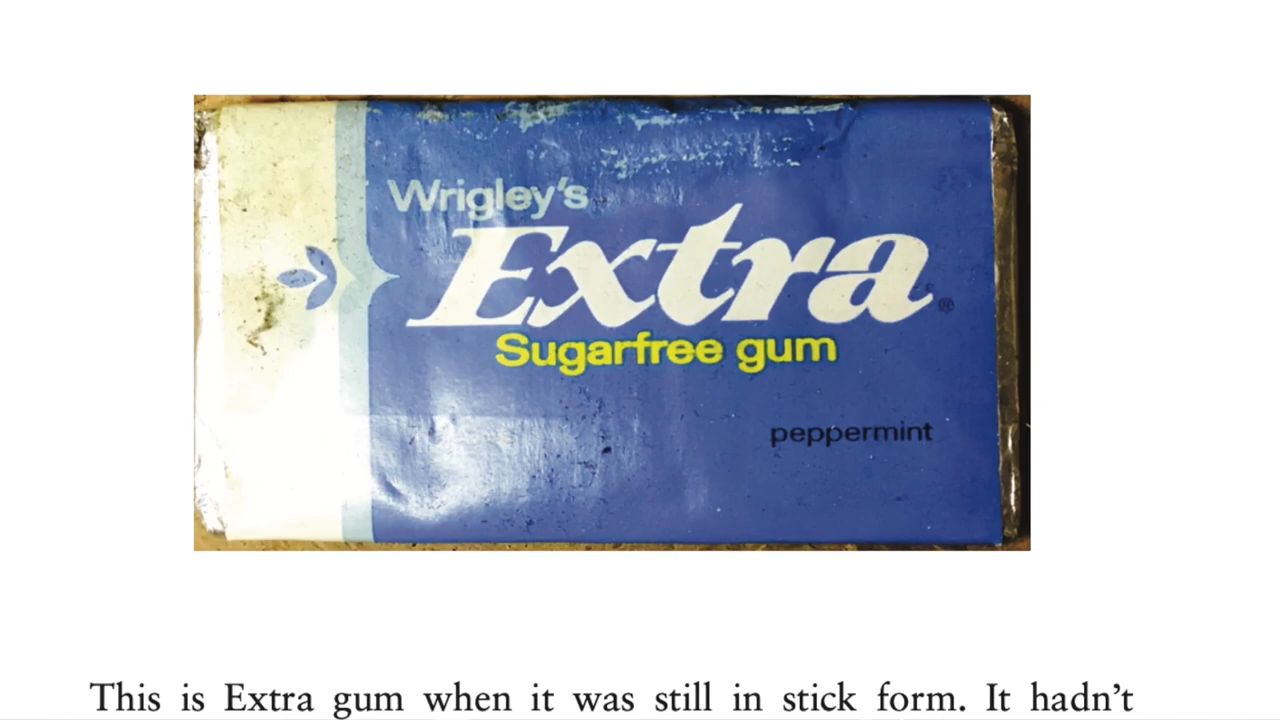 Wrigley's
Extra®
Sugarfree gum
peppermint
This is Extra gum when it was still in stick form. It hadn’t